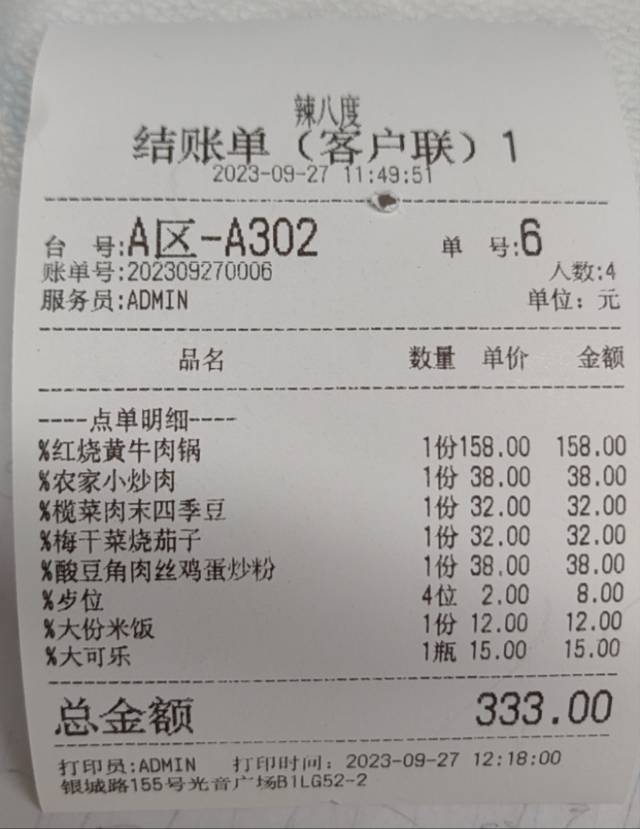 辣八度
结账单（客户联）1
2023-09-27 11:49:51
台 号:A区-A302 单 号:6
账单号:202309270006 人数:4
服务员:ADMIN 单位：元
品名 数量 单价 金额
----点单明细----
%红烧黄牛肉锅 1份 158.00 158.00
%农家小炒肉 1份 38.00 38.00
%榄菜肉末四季豆 1份 32.00 32.00
%梅干菜烧茄子 1份 32.00 32.00
%酸豆角肉丝鸡蛋炒粉 1份 38.00 38.00
%歺位 4位 2.00 8.00
%大份米饭 1份 12.00 12.00
%大可乐 1瓶 15.00 15.00
总金额 333.00
打印员:ADMIN 打印时间：2023-09-27 12:18:00
银城路155号光音广场B1LG52-2